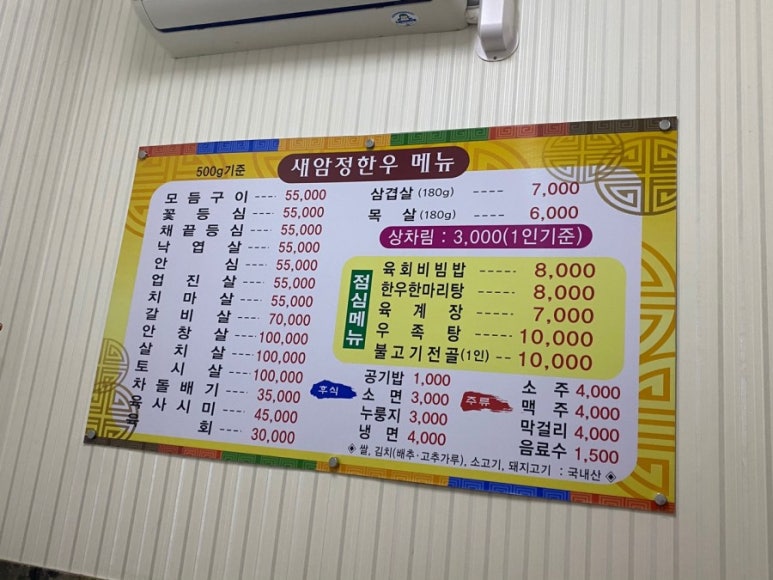 500g기준
새암정한우 메뉴
모듬구이 ---- 55,000
꽃등심 ---- 55,000
채끝등심 ---- 55,000
낙엽살 ---- 55,000
안심 ---- 55,000
업진살 ---- 55,000
치마살 ---- 55,000
갈비살 ---- 70,000
안창살 ---- 100,000
살치살 ---- 100,000
토시살 ---- 100,000
차돌배기 ---- 35,000
육사시미 ---- 45,000
육회 ---- 30,000
삼겹살 (180g) ---- 7,000
목살 (180g) ---- 6,000
상차림 : 3,000(1인기준)
점심메뉴
육회비빔밥 ----- 8,000
한우한마리탕 ---- 8,000
육계장 ---- 7,000
우족탕 ---- 10,000
불고기전골(1인) -- 10,000
후식
공기밥 1,000
소면 3,000
누룽지 3,000
냉면 4,000
주류
소주 4,000
맥주 4,000
막걸리 4,000
음료수 1,500
◈ 쌀, 김치(배추·고추가루), 소고기, 돼지고기 : 국내산 ◈